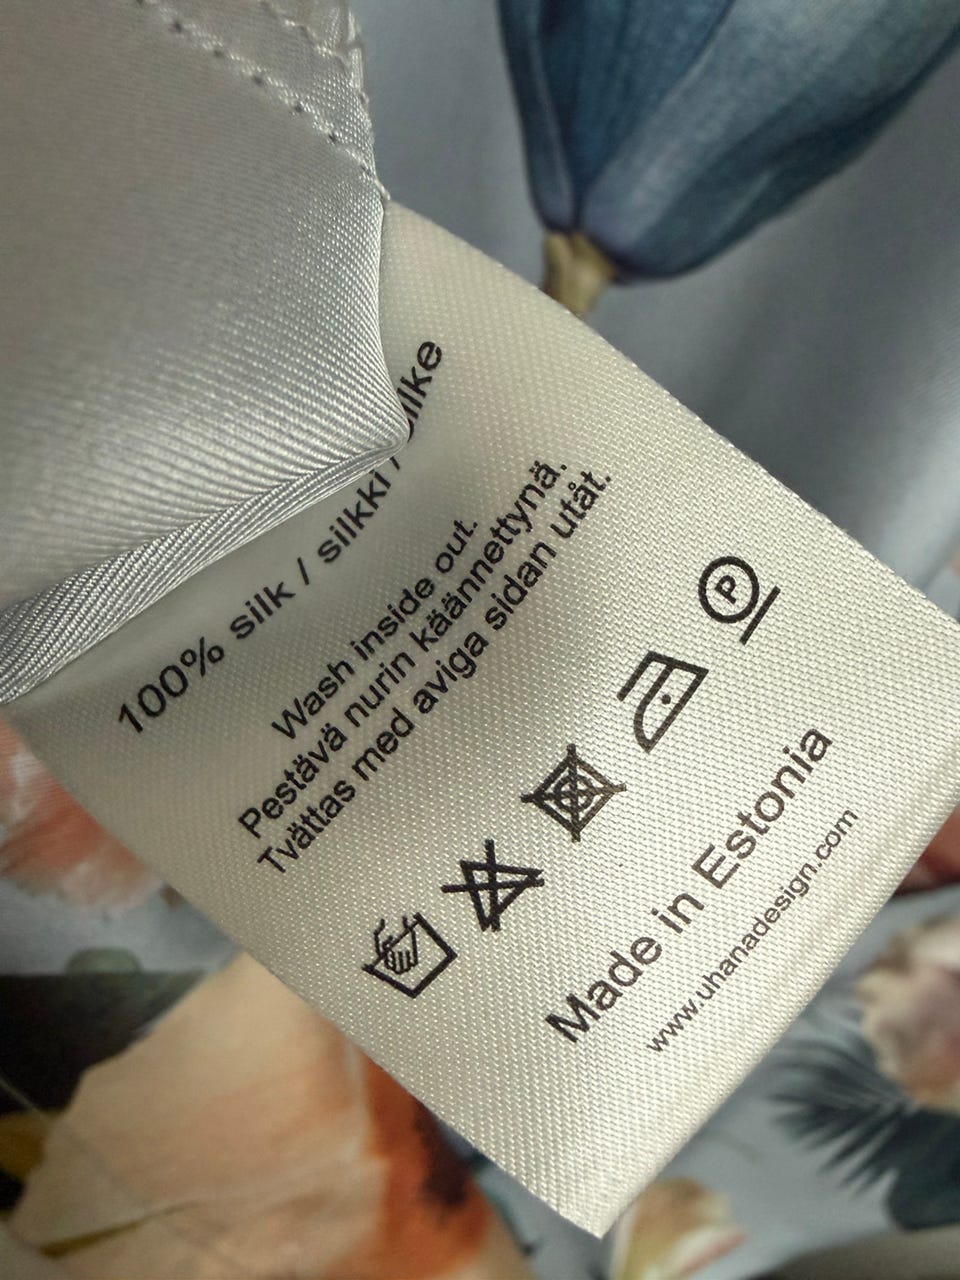 100% silk / silkki / silke
Wash inside out.
Pestävä nurin käännettynä.
Tvättas med aviga sidan utåt.
P
Made in Estonia
www.uhanadesign.com